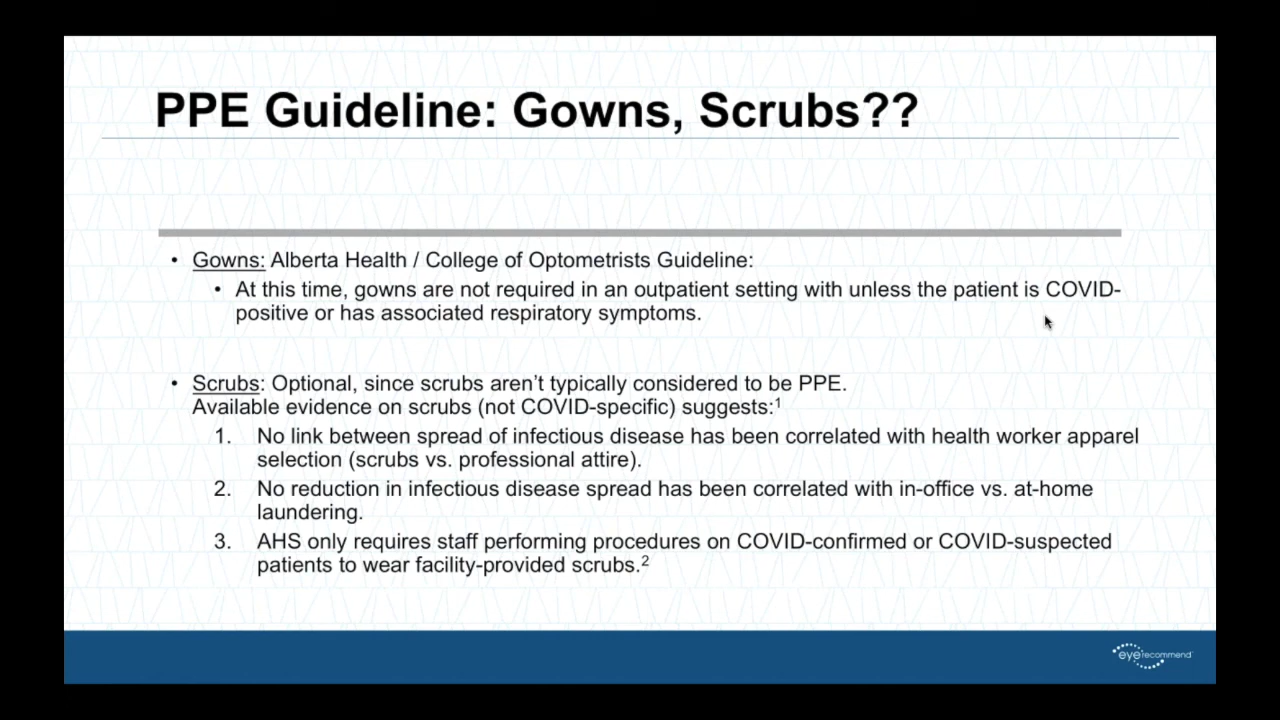 PPE Guideline: Gowns, Scrubs??
• Gowns: Alberta Health / College of Optometrists Guideline:
• At this time, gowns are not required in an outpatient setting with unless the patient is COVID-
positive or has associated respiratory symptoms.
• Scrubs: Optional, since scrubs aren’t typically considered to be PPE.
Available evidence on scrubs (not COVID-specific) suggests:¹
1. No link between spread of infectious disease has been correlated with health worker apparel
selection (scrubs vs. professional attire).
2. No reduction in infectious disease spread has been correlated with in-office vs. at-home
laundering.
3. AHS only requires staff performing procedures on COVID-confirmed or COVID-suspected
patients to wear facility-provided scrubs.²
eyerecommend